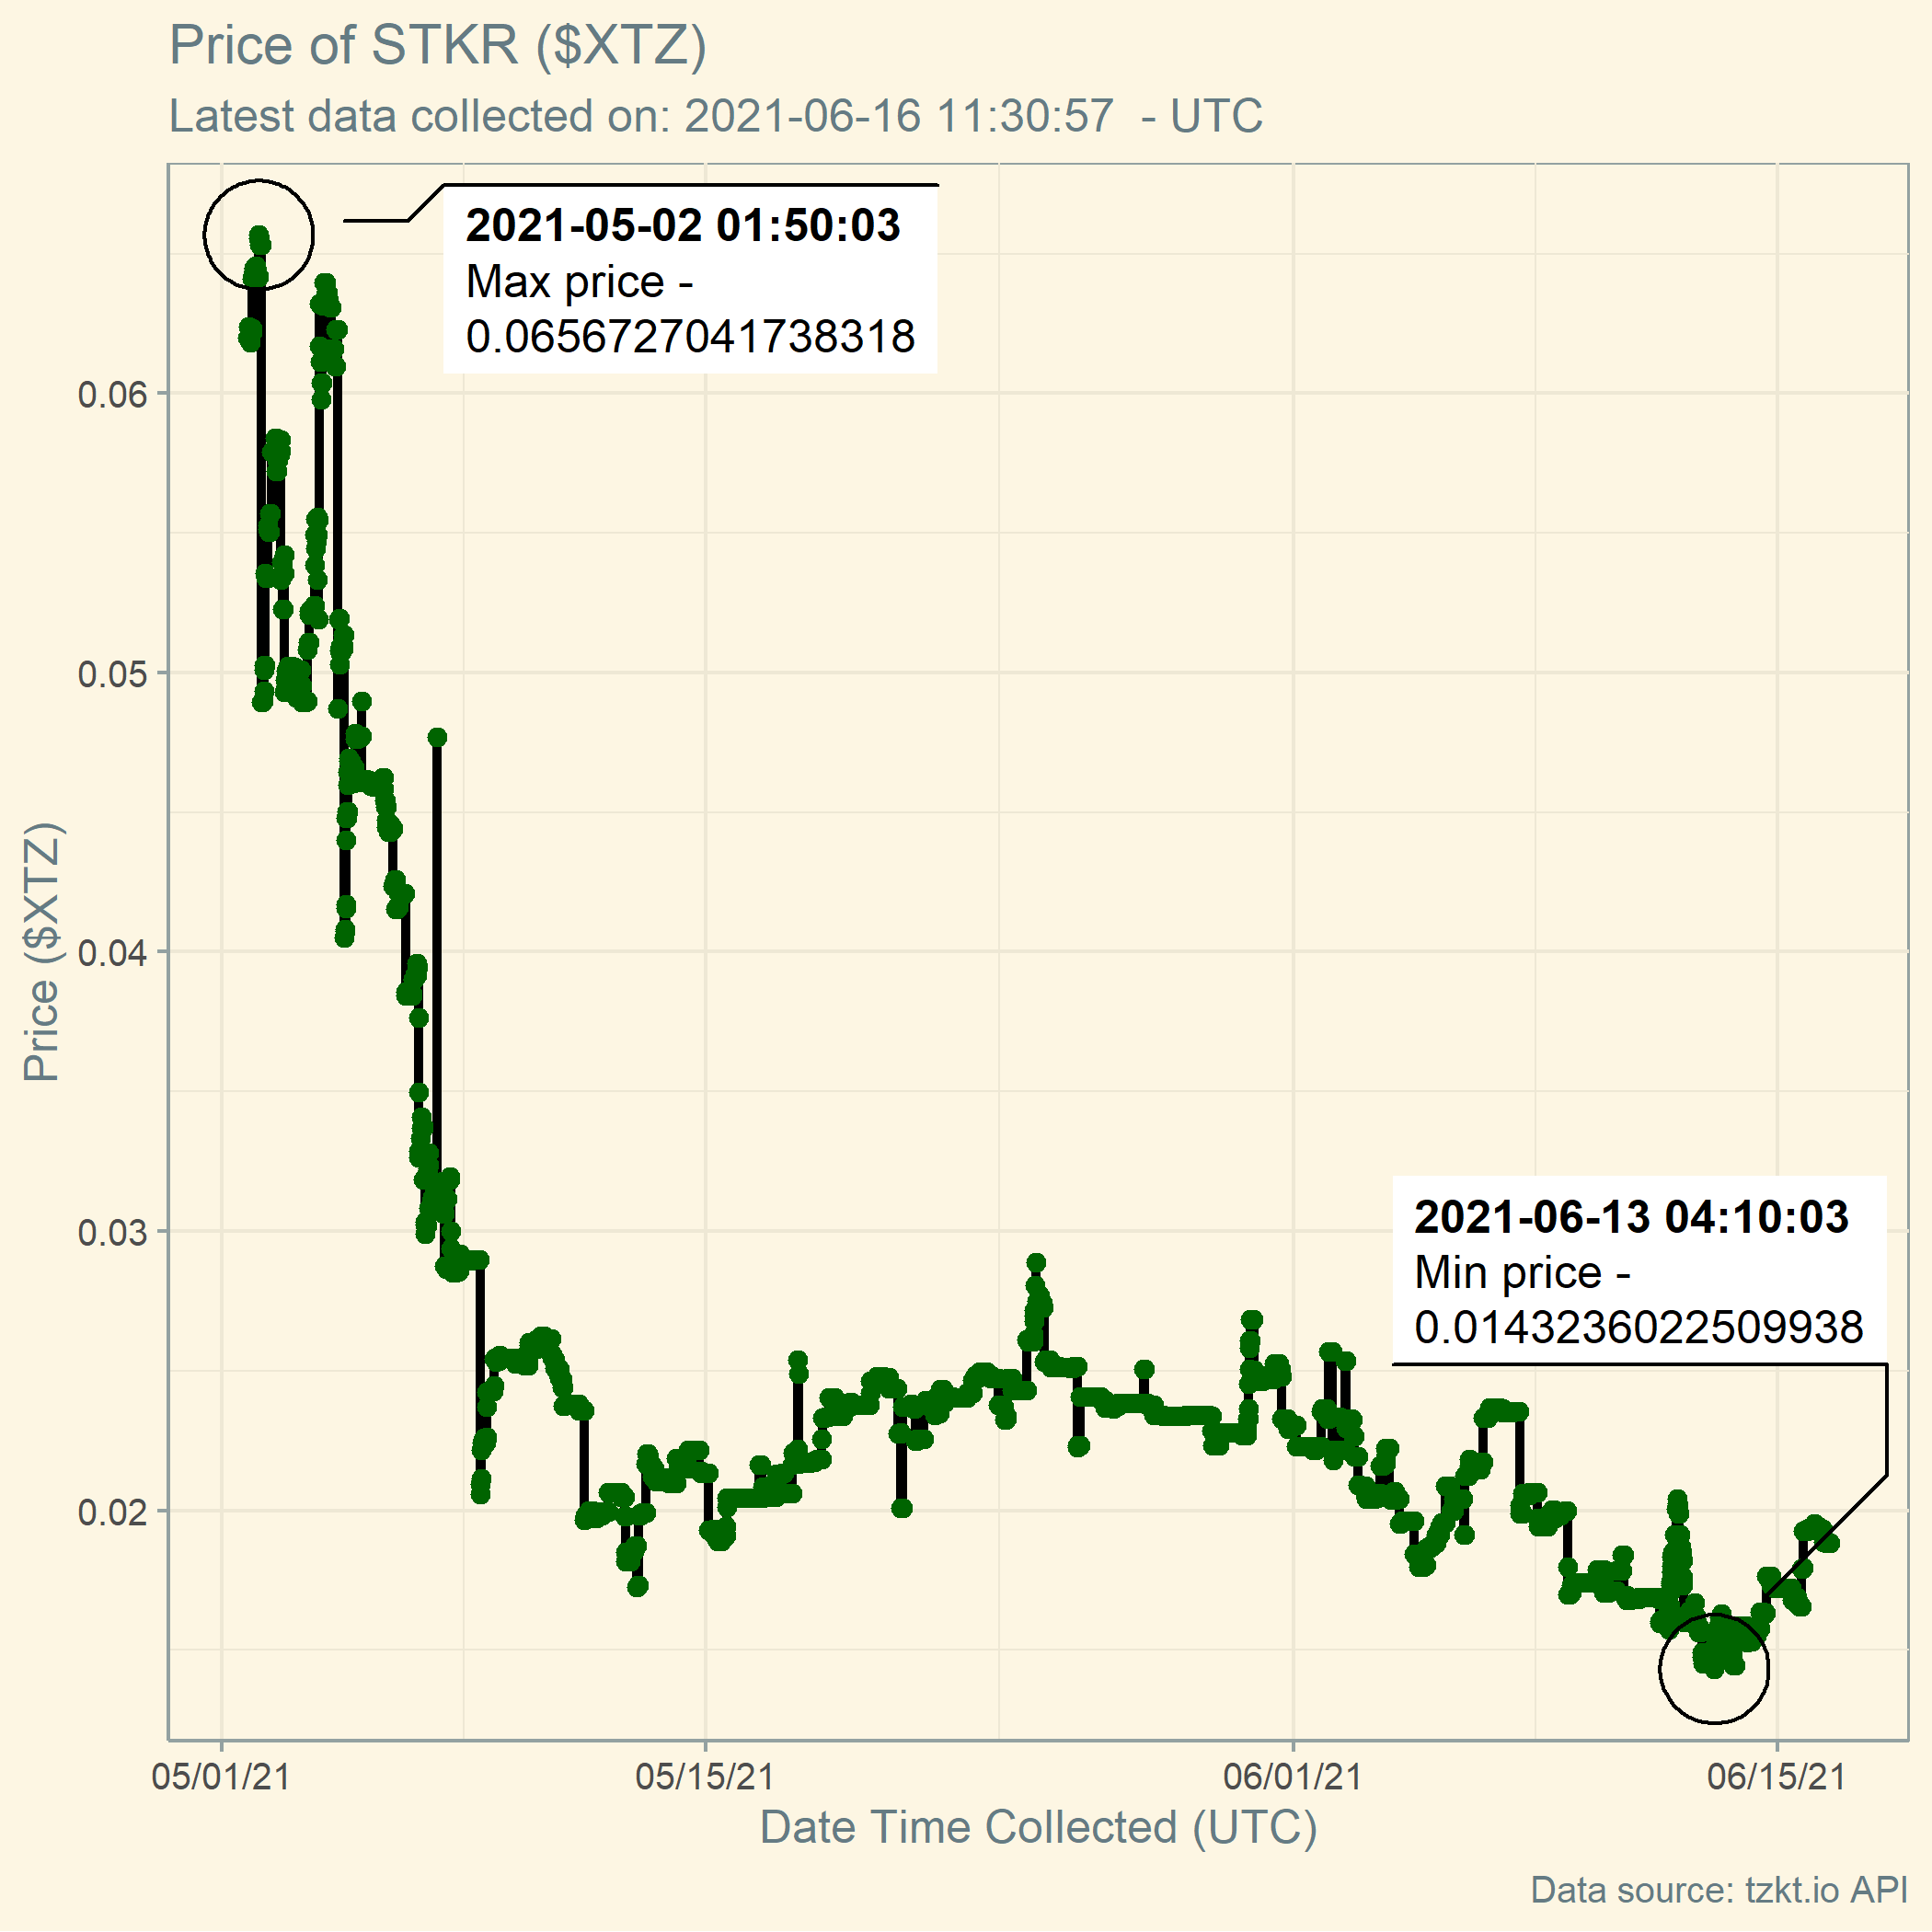 Price of STKR ($XTZ)
Latest data collected on: 2021-06-16 11:30:57  - UTC
2021-05-02 01:50:03
Max price -
0.0656727041738318
0.06
0.05
0.04
0.03
0.02
Price ($XTZ)
2021-06-13 04:10:03
Min price -
0.0143236022509938
05/01/21
05/15/21
06/01/21
06/15/21
Date Time Collected (UTC)
Data source: tzkt.io API